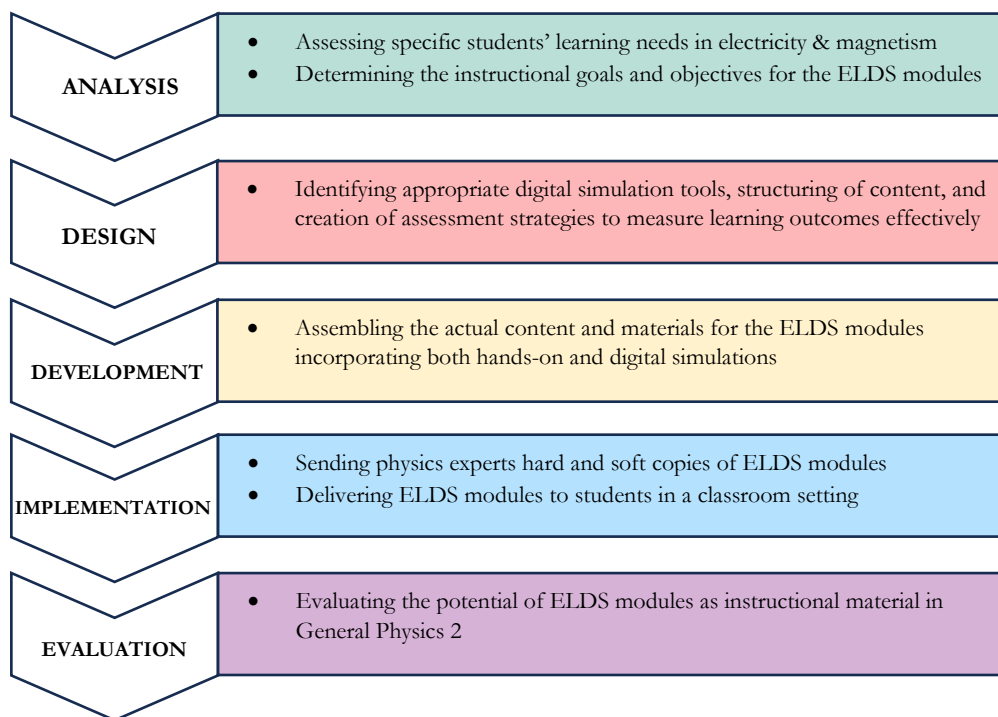 ANALYSIS
• Assessing specific students’ learning needs in electricity & magnetism
• Determining the instructional goals and objectives for the ELDS modules
DESIGN
• Identifying appropriate digital simulation tools, structuring of content, and
creation of assessment strategies to measure learning outcomes effectively
DEVELOPMENT
• Assembling the actual content and materials for the ELDS modules
incorporating both hands-on and digital simulations
IMPLEMENTATION
• Sending physics experts hard and soft copies of ELDS modules
• Delivering ELDS modules to students in a classroom setting
EVALUATION
• Evaluating the potential of ELDS modules as instructional material in
General Physics 2